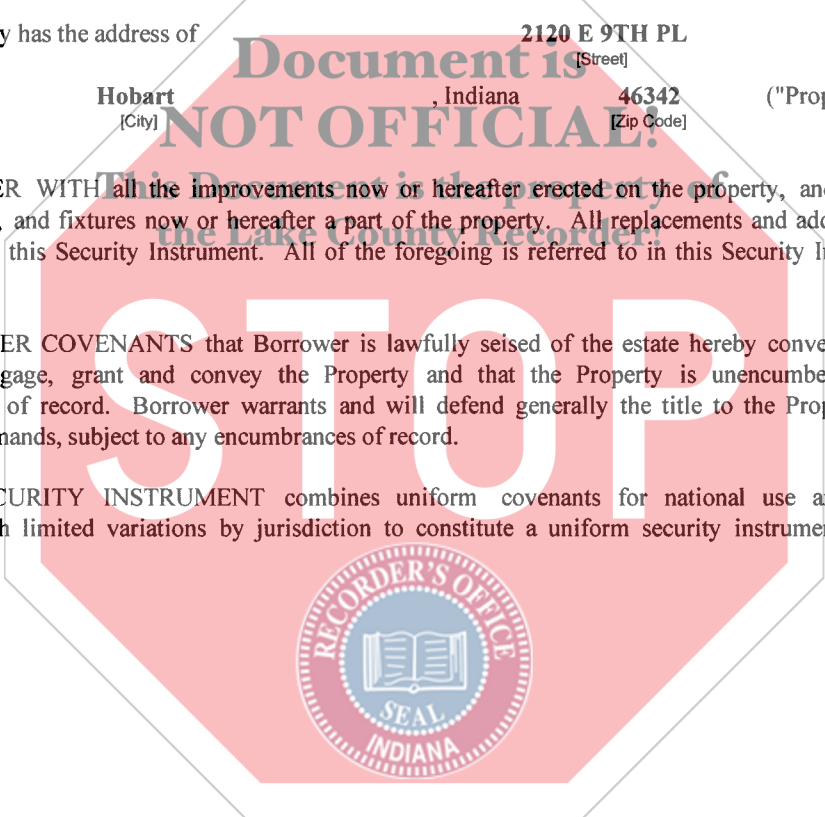 y has the address of 2120 E 9TH PL
[Street]
Document is
Hobart , Indiana 46342 ("Prop
[City] [Zip Code]
NOT OFFICIAL!
ER WITH all the improvements now or hereafter erected on the property, and
This Document is the property of
, and fixtures now or hereafter a part of the property. All replacements and add
the Lake County Recorder!
this Security Instrument. All of the foregoing is referred to in this Security In
STOP
ER COVENANTS that Borrower is lawfully seised of the estate hereby conve
gage, grant and convey the Property and that the Property is unencumbe
of record. Borrower warrants and will defend generally the title to the Prop
mands, subject to any encumbrances of record.
CURITY INSTRUMENT combines uniform covenants for national use a
h limited variations by jurisdiction to constitute a uniform security instrumen
RECORDER'S OFFICE
SEAL
INDIANA